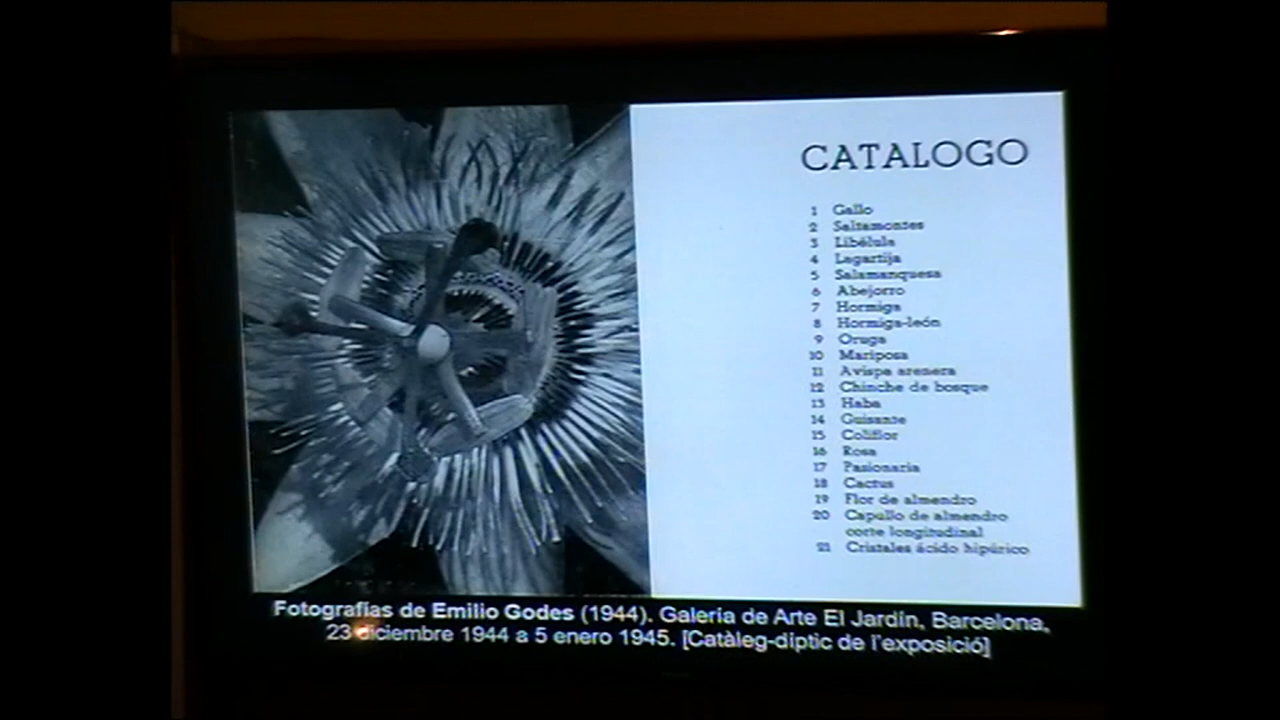 CATALOGO
1 Gallo
2 Saltamontes
3 Libélula
4 Lagartija
5 Salamanquesa
6 Abejorro
7 Hormiga
8 Hormiga-león
9 Oruga
10 Mariposa
11 Avispa arenera
12 Chinche de bosque
13 Haba
14 Guisante
15 Coliflor
16 Rosa
17 Pasionaria
18 Cactus
19 Flor de almendro
20 Capullo de almendro
corte longitudinal
21 Cristales ácido hipúrico
Fotografías de Emilio Godes (1944). Galería de Arte El Jardín, Barcelona,
23 diciembre 1944 a 5 enero 1945. [Catàleg-díptic de l'exposició]